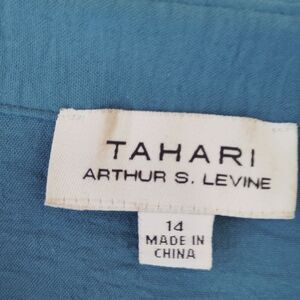 TAHARI
ARTHUR S. LEVINE
14
MADE IN
CHINA